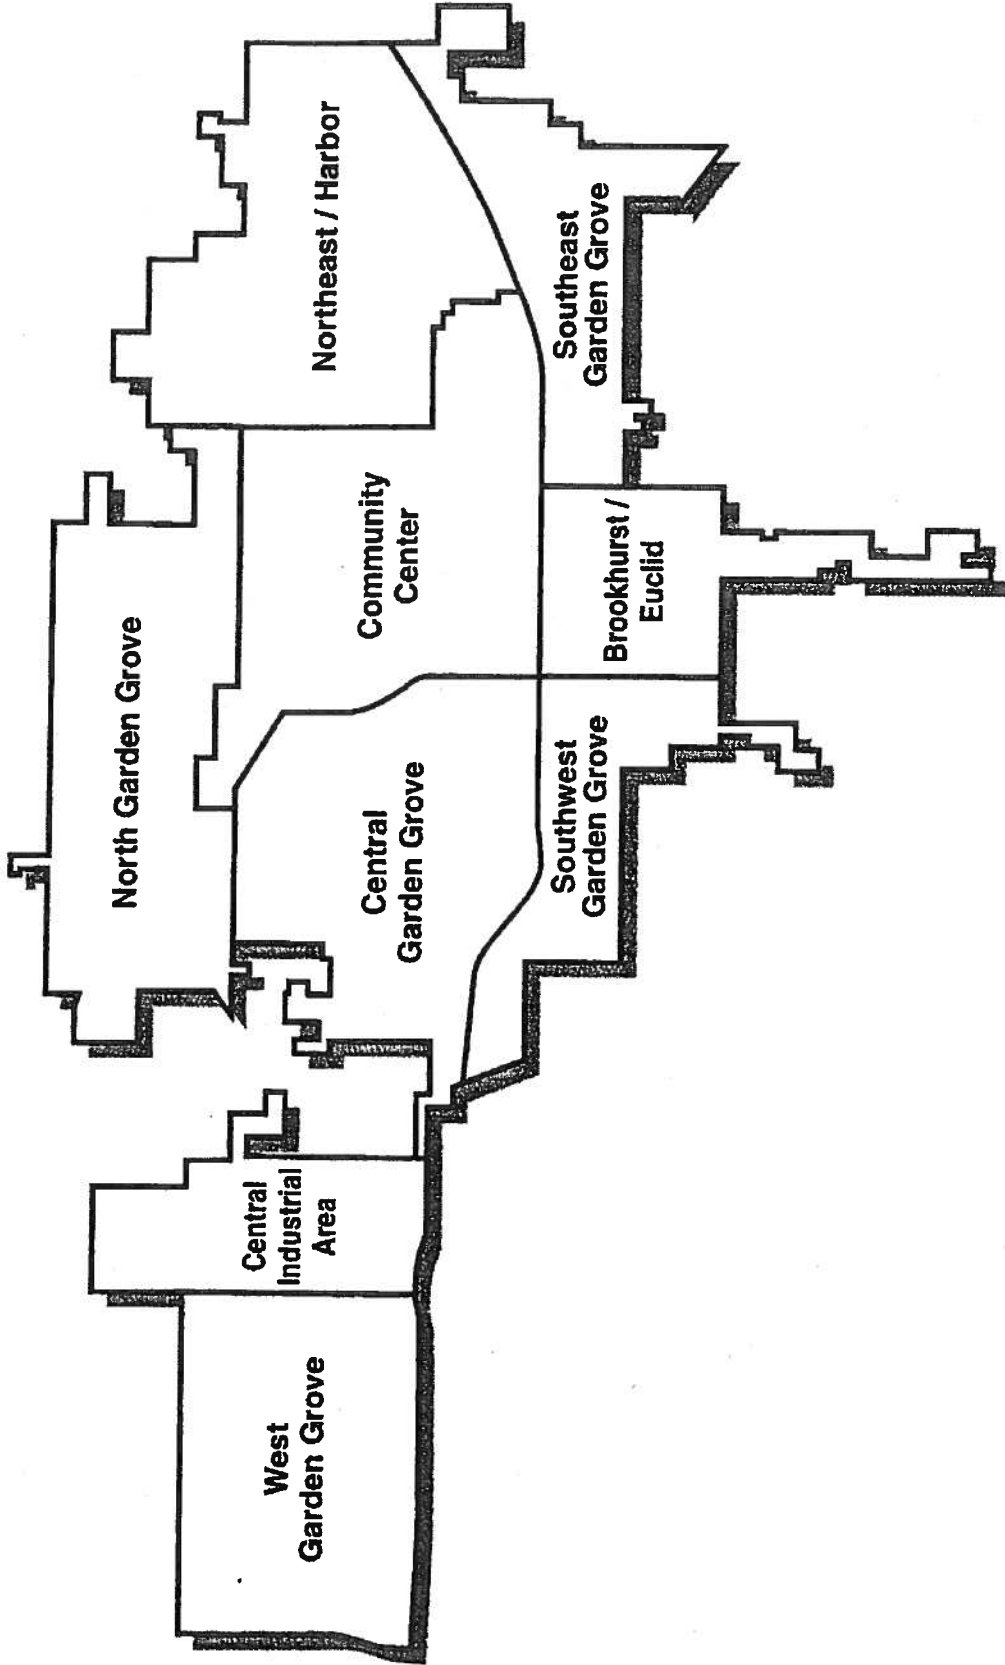 North Garden Grove
Northeast / Harbor
Community
Center
Central
Garden Grove
Central
Industrial
Area
West
Garden Grove
Southwest
Garden Grove
Brookhurst /
Euclid
Southeast
Garden Grove